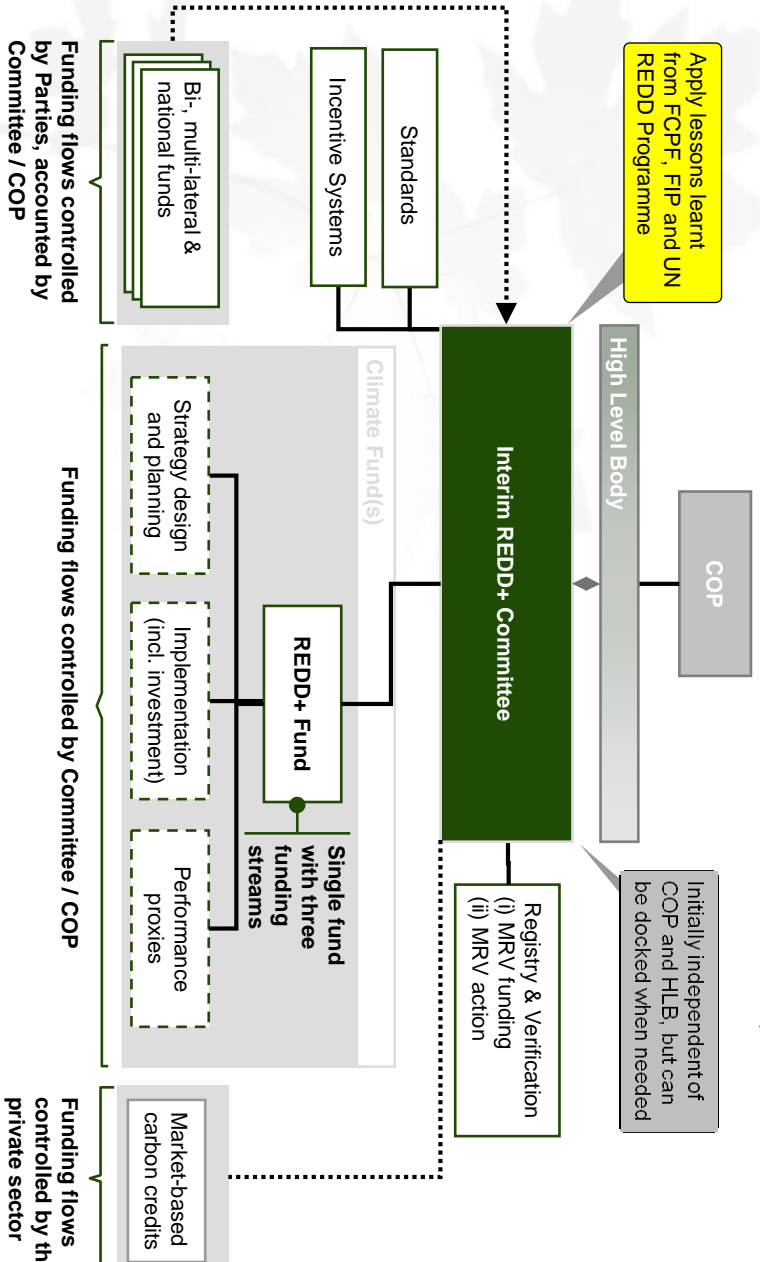 COP
High Level Body
Apply lessons learnt
from FCPF, FIP and UN
REDD Programme
Initially independent of
COP and HLB, but can
be docked when needed
Interim REDD+ Committee
Standards
Incentive Systems
Registry & Verification
(i) MRV funding
(ii) MRV action
Climate Fund(s)
REDD+ Fund
Single fund
with three
funding
streams
Bi-, multi-lateral &
national funds
Strategy design
and planning
Implementation
(incl. investment)
Performance
proxies
Market-based
carbon credits
Funding flows controlled
by Parties, accounted by
Committee / COP
Funding flows controlled by Committee / COP
Funding flows
controlled by th
private sector